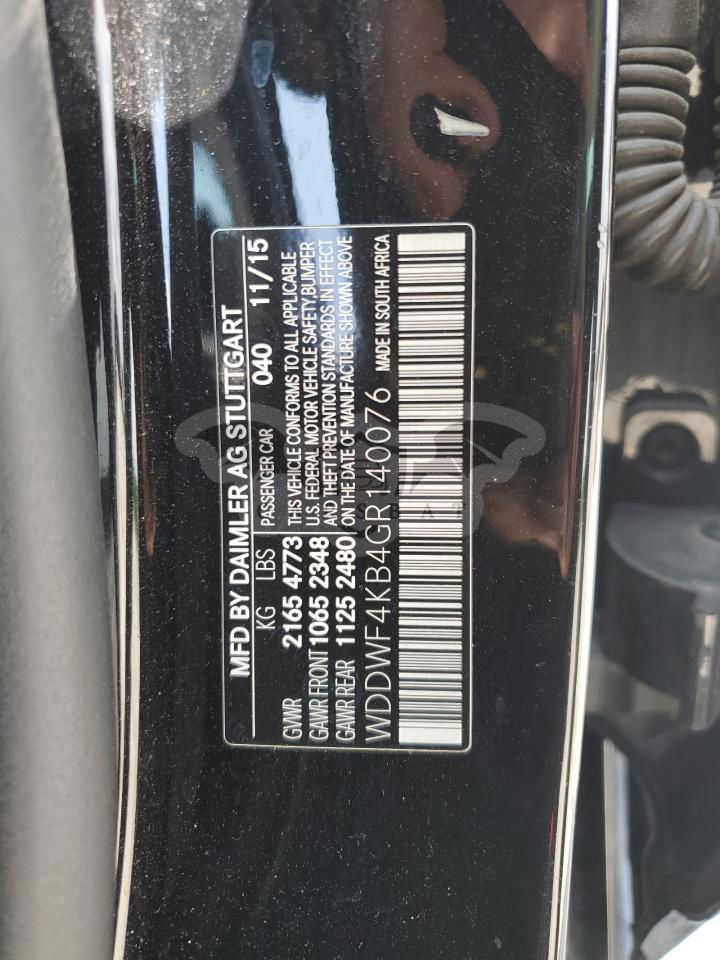 MFD BY DAIMLER AG STUTTGART
KG LBS PASSENGER CAR 040 11/15
GVWR 2165 4773 THIS VEHICLE CONFORMS TO ALL APPLICABLE
U.S. FEDERAL MOTOR VEHICLE SAFETY,BUMPER
GAWR FRONT 1065 2348 AND THEFT PREVENTION STANDARDS IN EFFECT
GAWR REAR 1125 2480 ON THE DATE OF MANUFACTURE SHOWN ABOVE
WDDWF4KB4GR140076 MADE IN SOUTH AFRICA